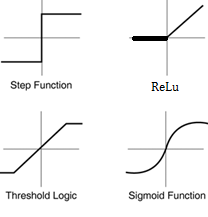 Step Function
ReLu
Threshold Logic
Sigmoid Function